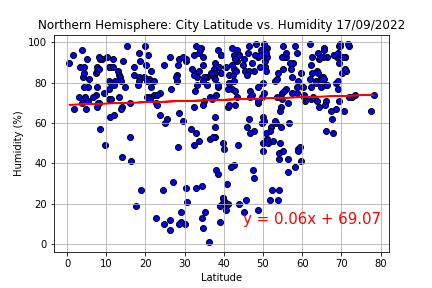 Northern Hemisphere: City Latitude vs. Humidity 17/09/2022
100
80
60
40
20
0
Humidity (%)
y = 0.06x + 69.07
0 10 20 30 40 50 60 70 80
Latitude